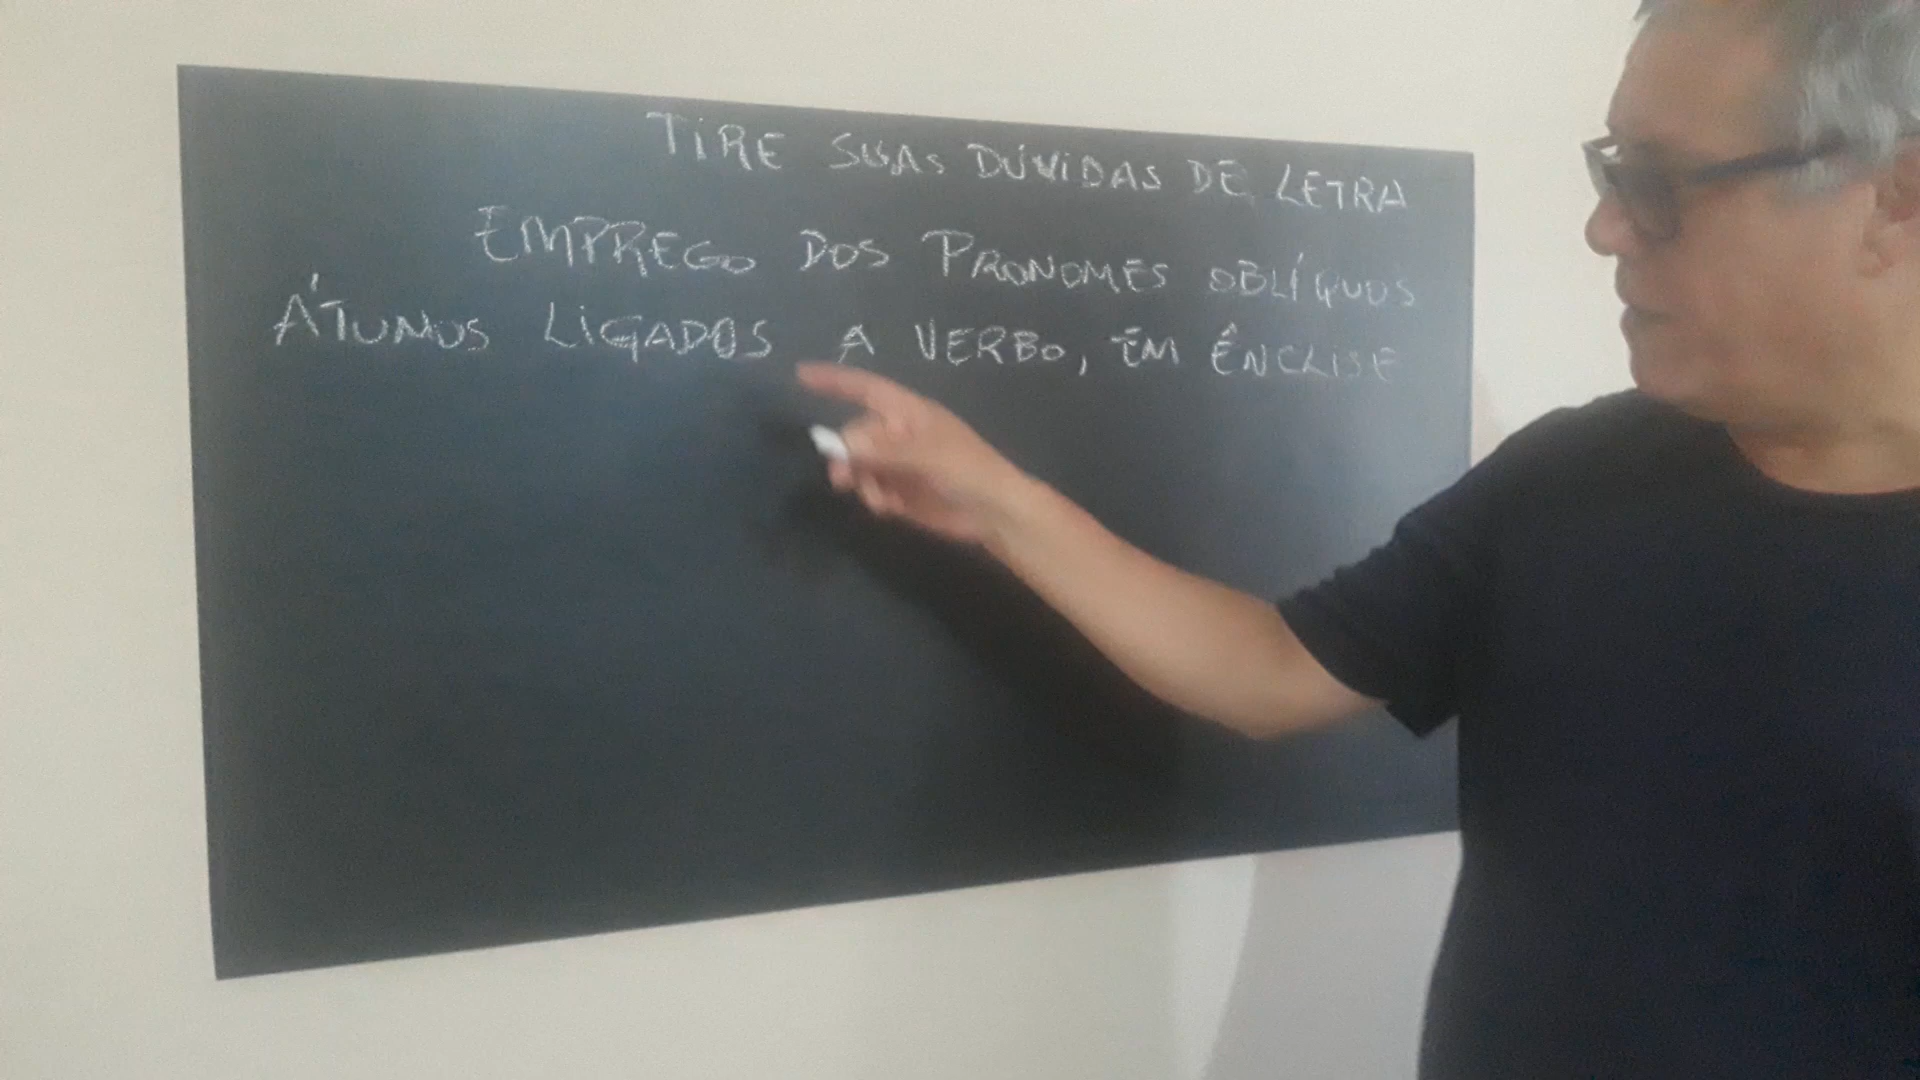 TIRE SUAS DÚVIDAS DE LETRA
EMPREGO DOS PRONOMES OBLÍQUOS
ÁTONOS LIGADOS A VERBO, EM ÊNCLISE